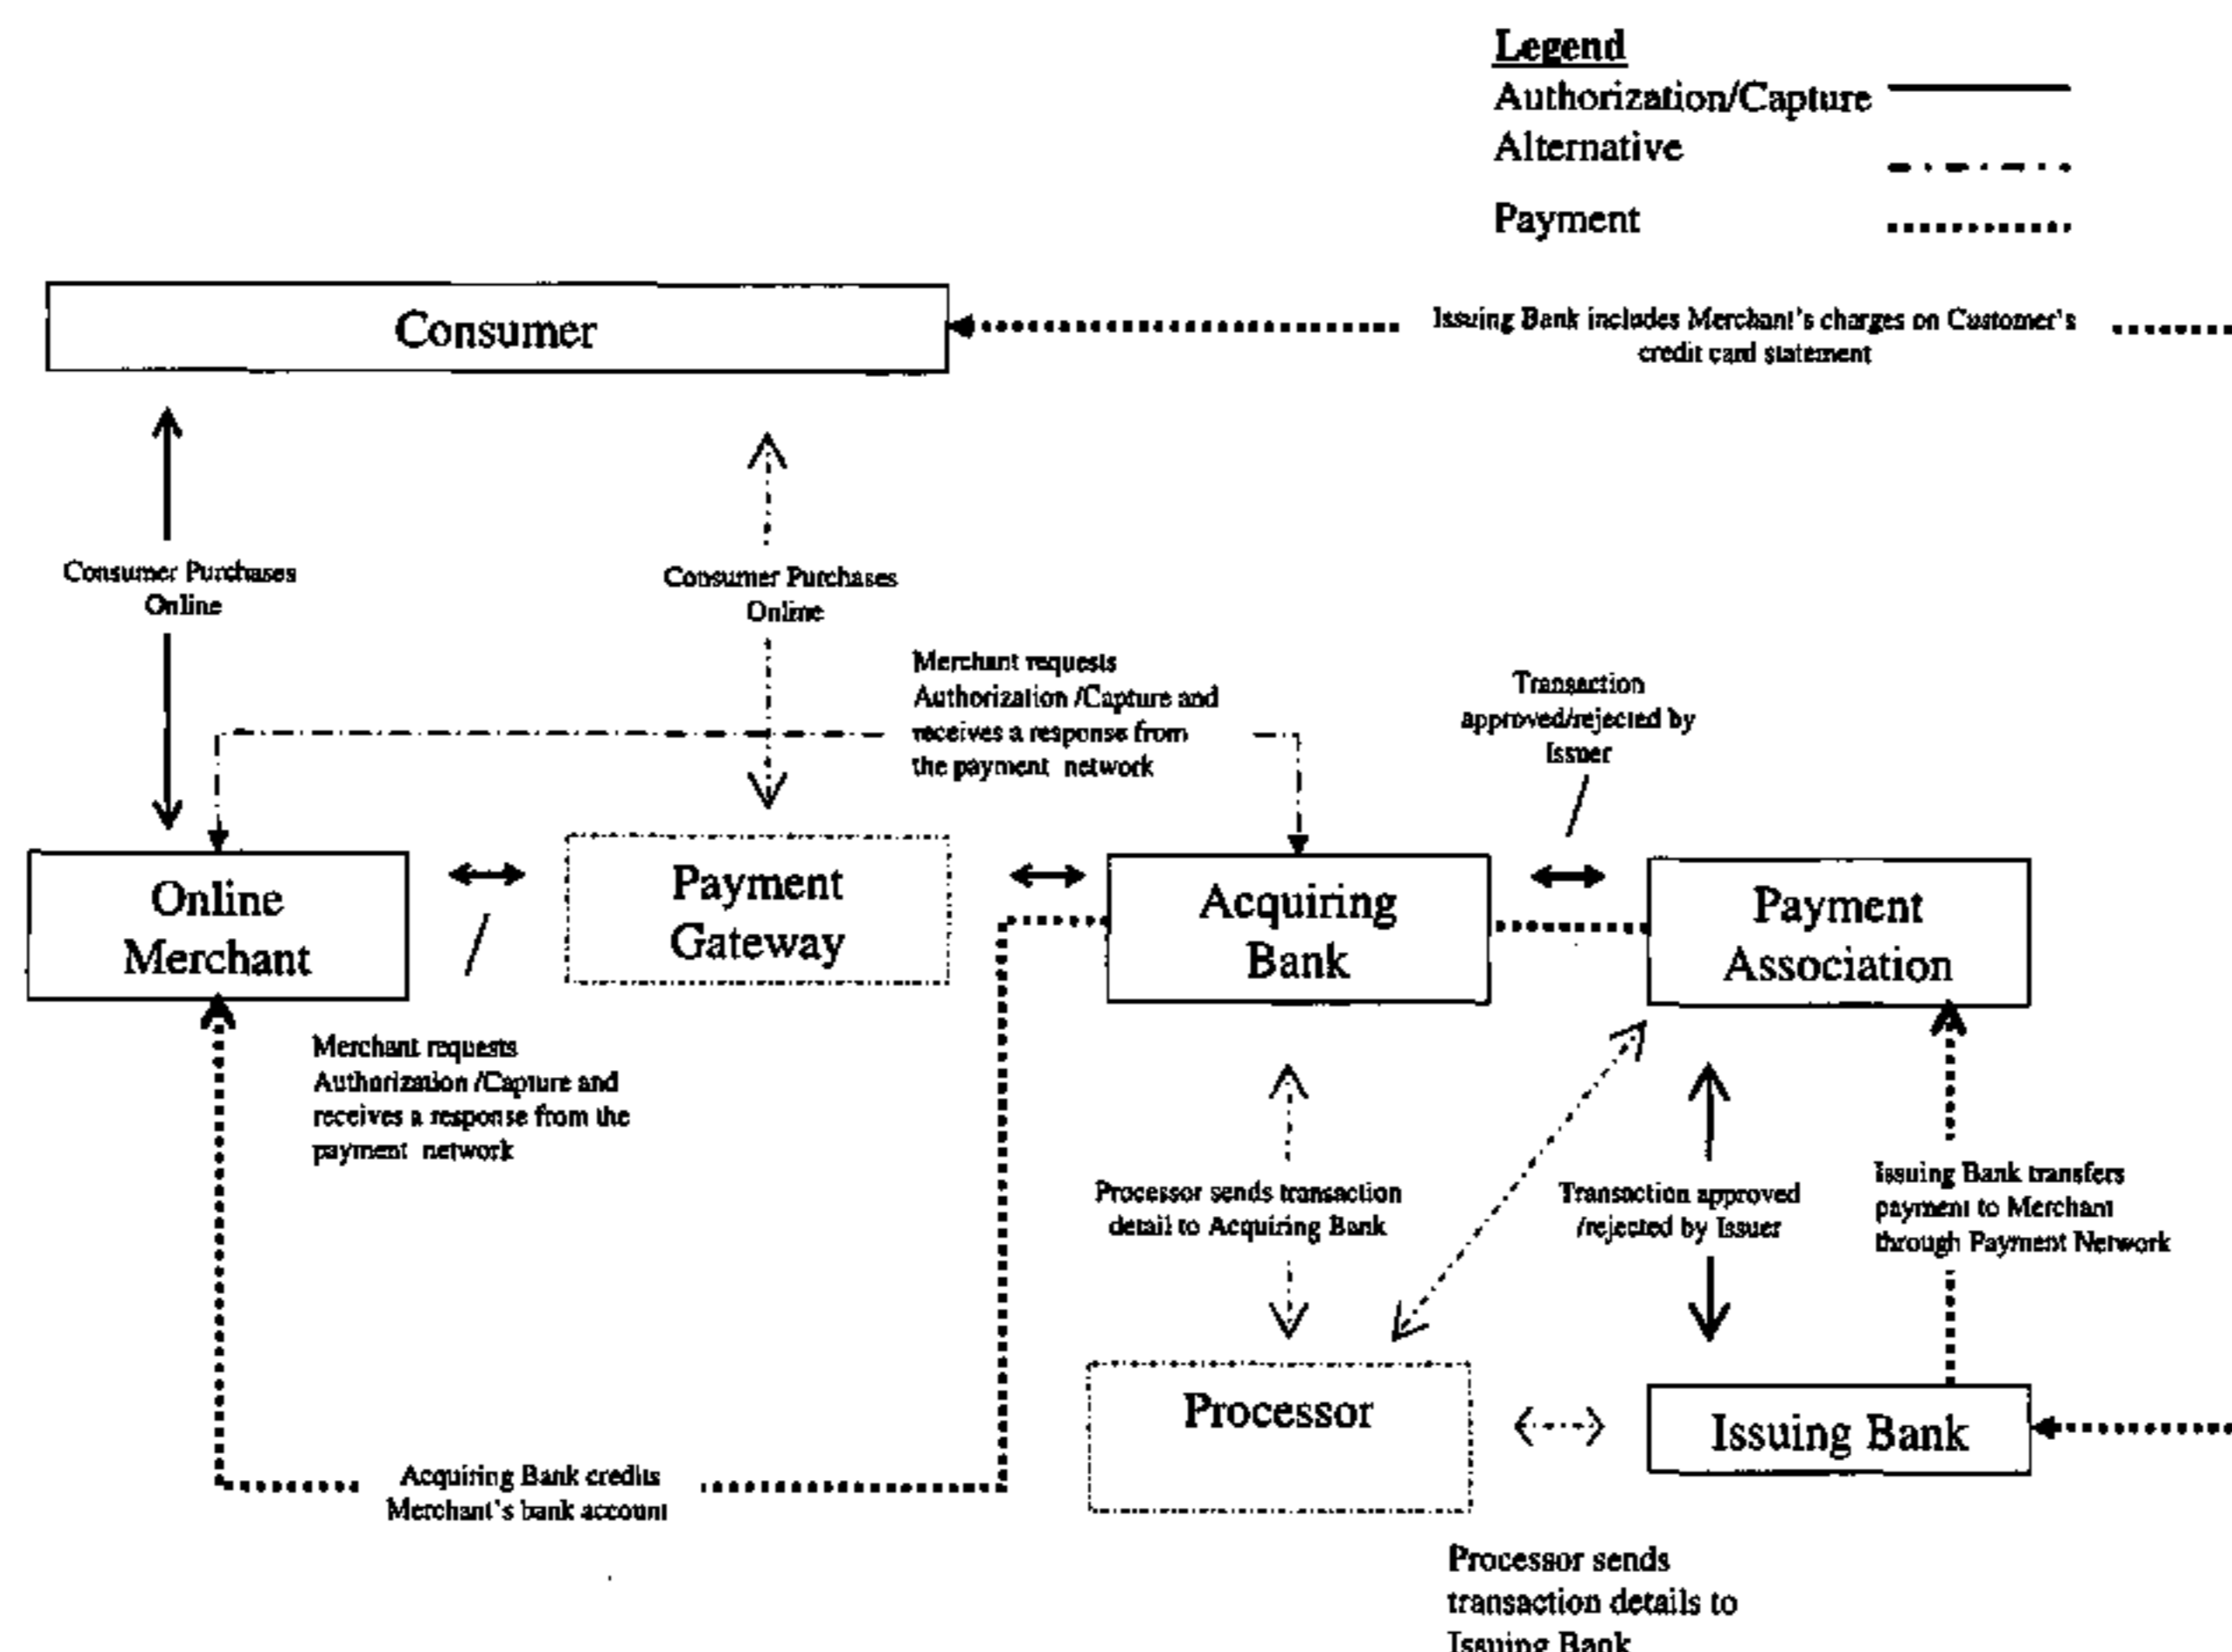 Legend
Authorization/Capture
Alternative
Payment
Consumer
Issuing Bank includes Merchant's charges on Customer's
credit card statement
Consumer Purchases
Online
Consumer Purchases
Online
Merchant requests
Authorization /Capture and
receives a response from
the payment network
Transaction
approved/rejected by
Issuer
Online
Merchant
Payment
Gateway
Acquiring
Bank
Payment
Association
Merchant requests
Authorization /Capture and
receives a response from the
payment network
Processor sends transaction
detail to Acquiring Bank
Transaction approved
/rejected by Issuer
Issuing Bank transfers
payment to Merchant
through Payment Network
Processor
Issuing Bank
Acquiring Bank credits
Merchant's bank account
Processor sends
transaction details to
Issuing Bank